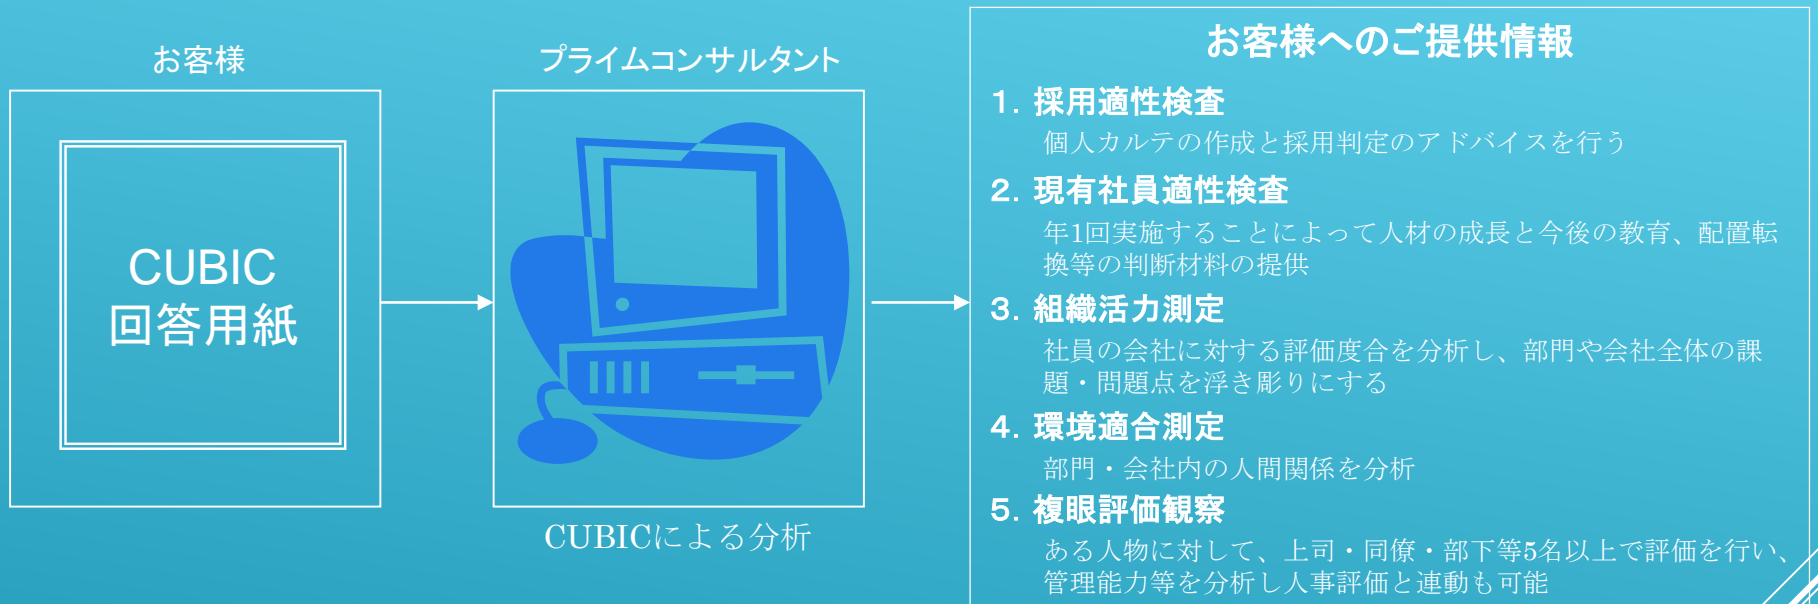 お客様
CUBIC
回答用紙
プライムコンサルタント
CUBICによる分析
お客様へのご提供情報
1. 採用適性検査
個人カルテの作成と採用判定のアドバイスを行う
2. 現有社員適性検査
年1回実施することによって人材の成長と今後の教育、配置転
換等の判断材料の提供
3. 組織活力測定
社員の会社に対する評価度合を分析し、部門や会社全体の課
題・問題点を浮き彫りにする
4. 環境適合測定
部門・会社内の人間関係を分析
5. 複眼評価観察
ある人物に対して、上司・同僚・部下等5名以上で評価を行い、
管理能力等を分析し人事評価と連動も可能